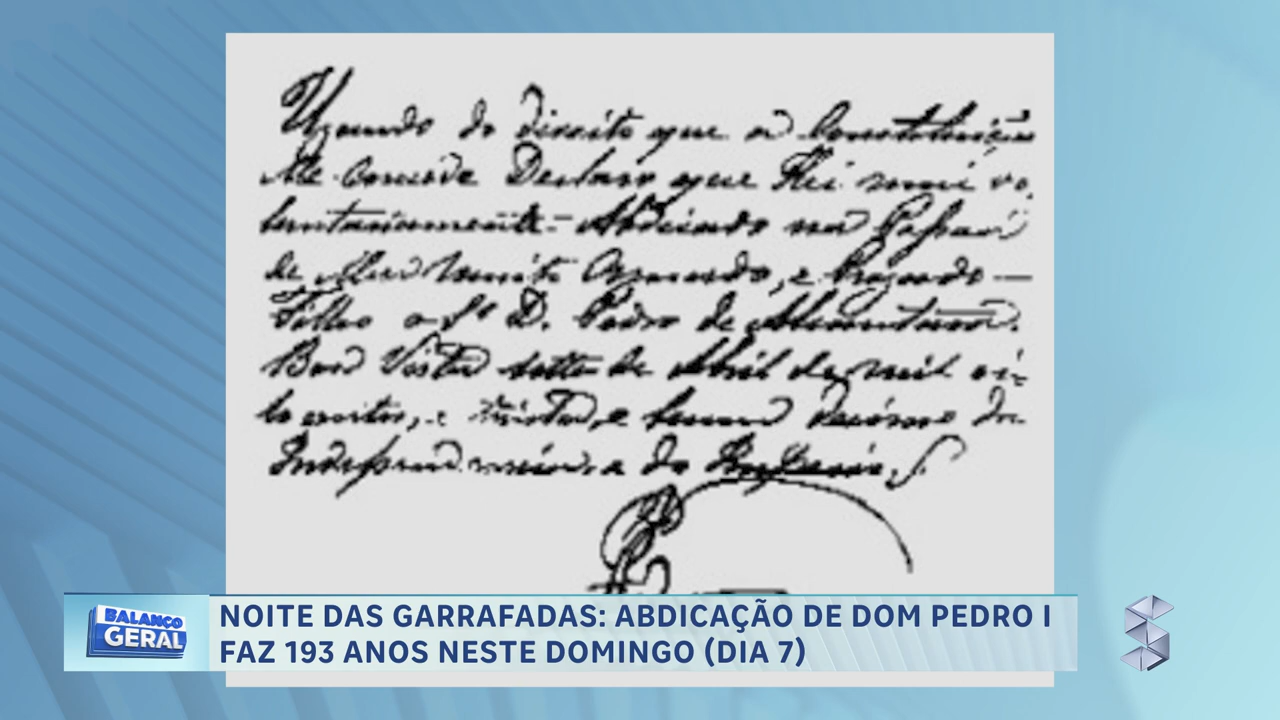 Uzando do direito que a Constituição
Me concede Declaro que Hei mui vo-
luntariamente Abdicado na Pessoa
de Meu muito Amado, e Prezado
Filho o Sr. D. Pedro de Alcantara.
Boa Vista sette de Abril de mil oi-
to centos, e trinta, e hum decimo da
Independencia e do Imperio.
BALANÇO
GERAL
NOITE DAS GARRAFADAS: ABDICAÇÃO DE DOM PEDRO I
FAZ 193 ANOS NESTE DOMINGO (DIA 7)